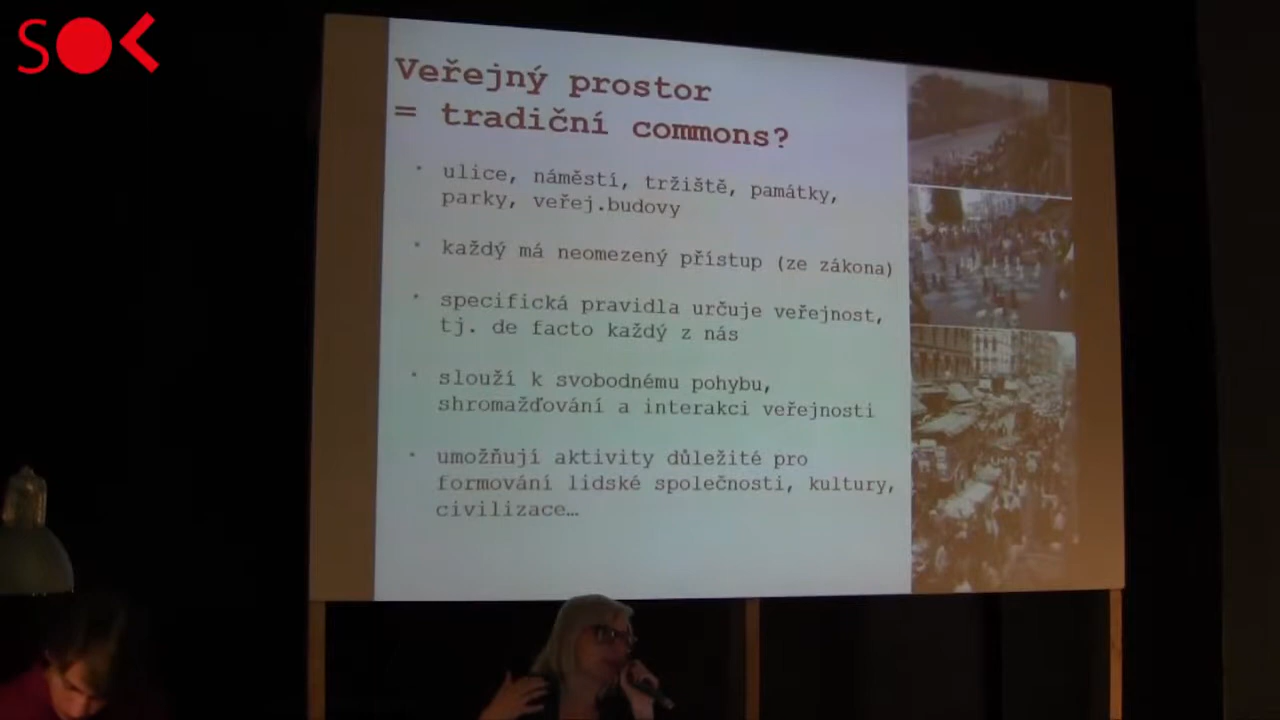 SOK
Veřejný prostor
= tradiční commons?
• ulice, náměstí, tržiště, památky,
parky, veřej.budovy
• každý má neomezený přístup (ze zákona)
• specifická pravidla určuje veřejnost,
tj. de facto každý z nás
• slouží k svobodnému pohybu,
shromažďování a interakci veřejnosti
• umožňují aktivity důležité pro
formování lidské společnosti, kultury,
civilizace…